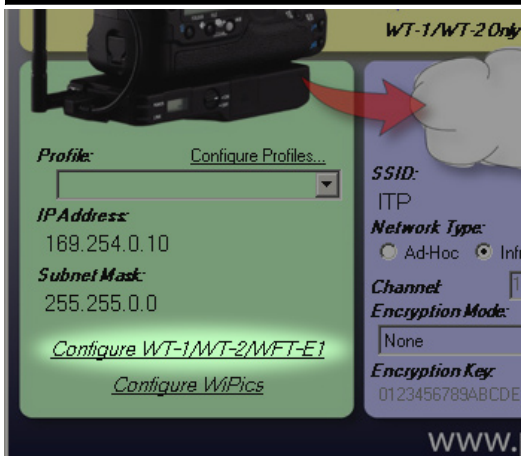 WT-1/WT-2 Only
Profile:
Configure Profiles...
IP Address:
169.254.0.10
Subnet Mask:
255.255.0.0
Configure WT-1/WT-2/WFT-E1
Configure WiPics
SSID:
ITP
Network Type:
Ad-Hoc
Channel:
Encryption Mode:
None
Encryption Key:
0123456789ABCDE
www.